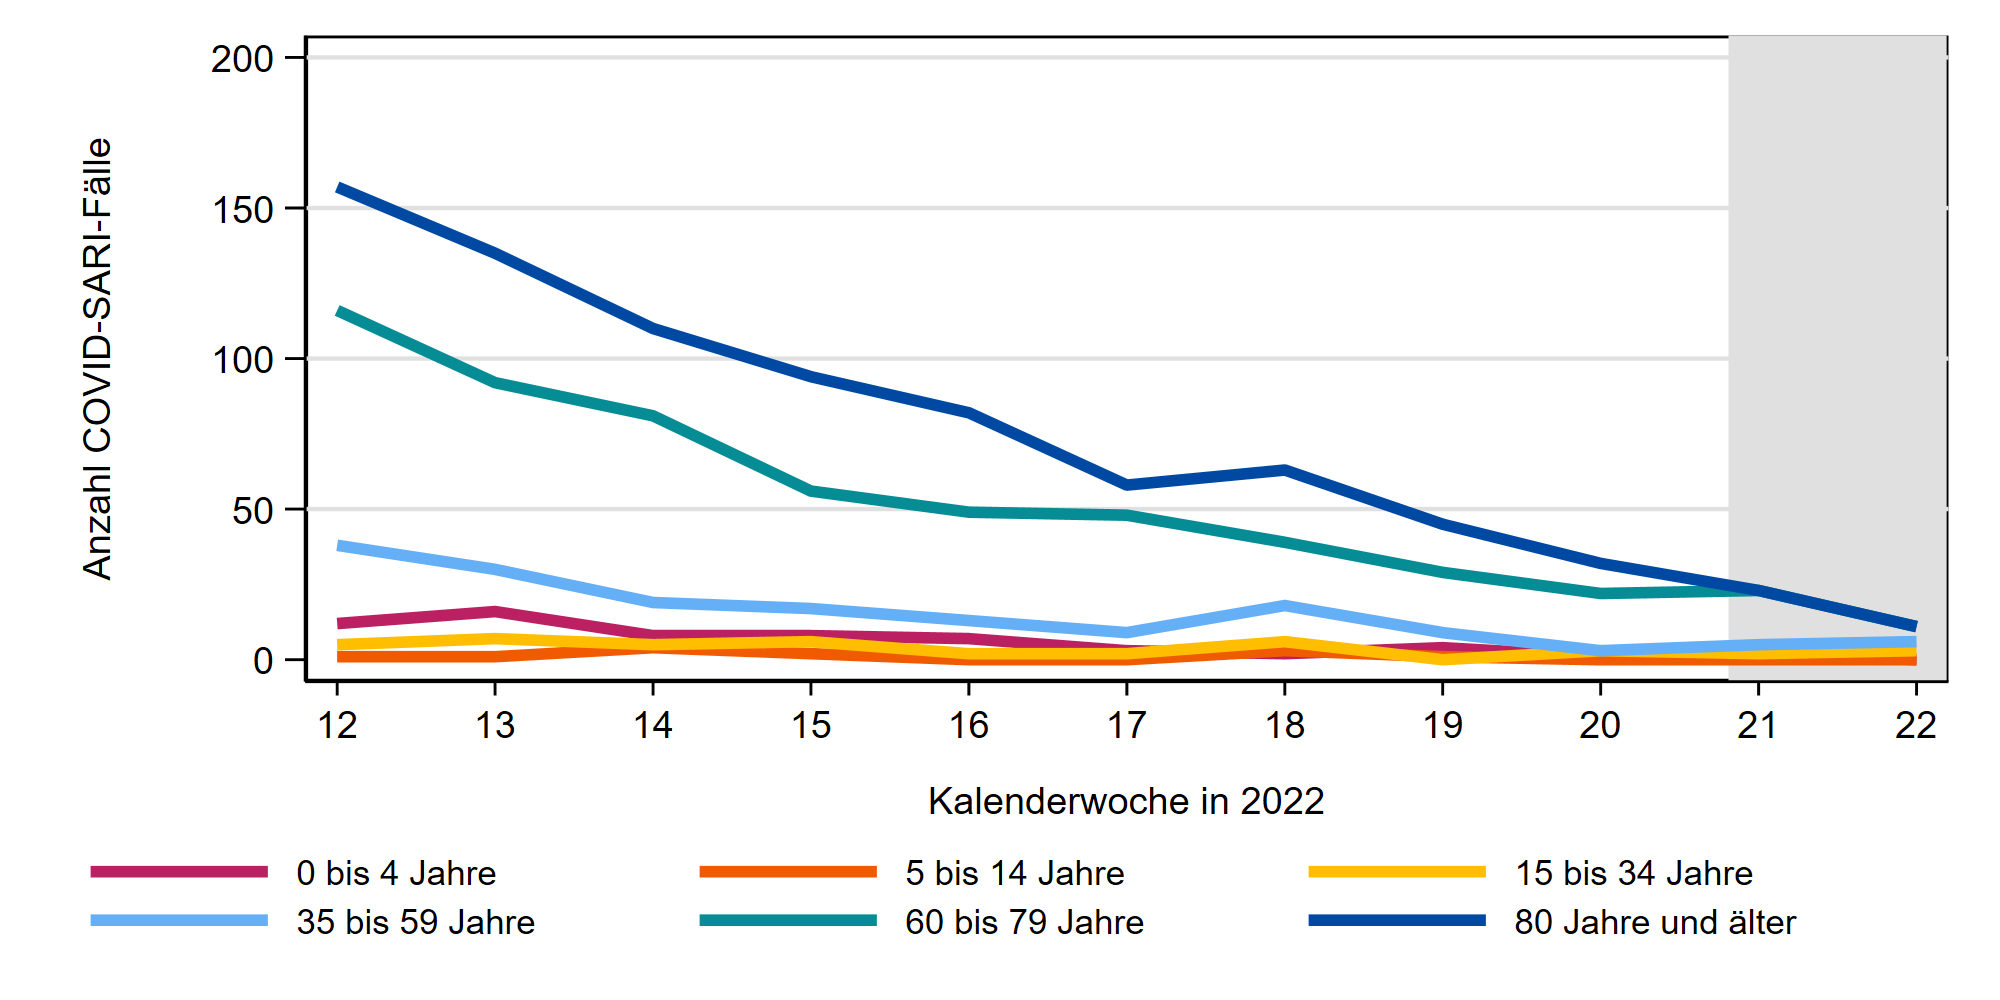 Anzahl COVID-SARI-Fälle
200
150
100
50
0
12 13 14 15 16 17 18 19 20 21 22
Kalenderwoche in 2022
0 bis 4 Jahre 5 bis 14 Jahre 15 bis 34 Jahre
35 bis 59 Jahre 60 bis 79 Jahre 80 Jahre und älter